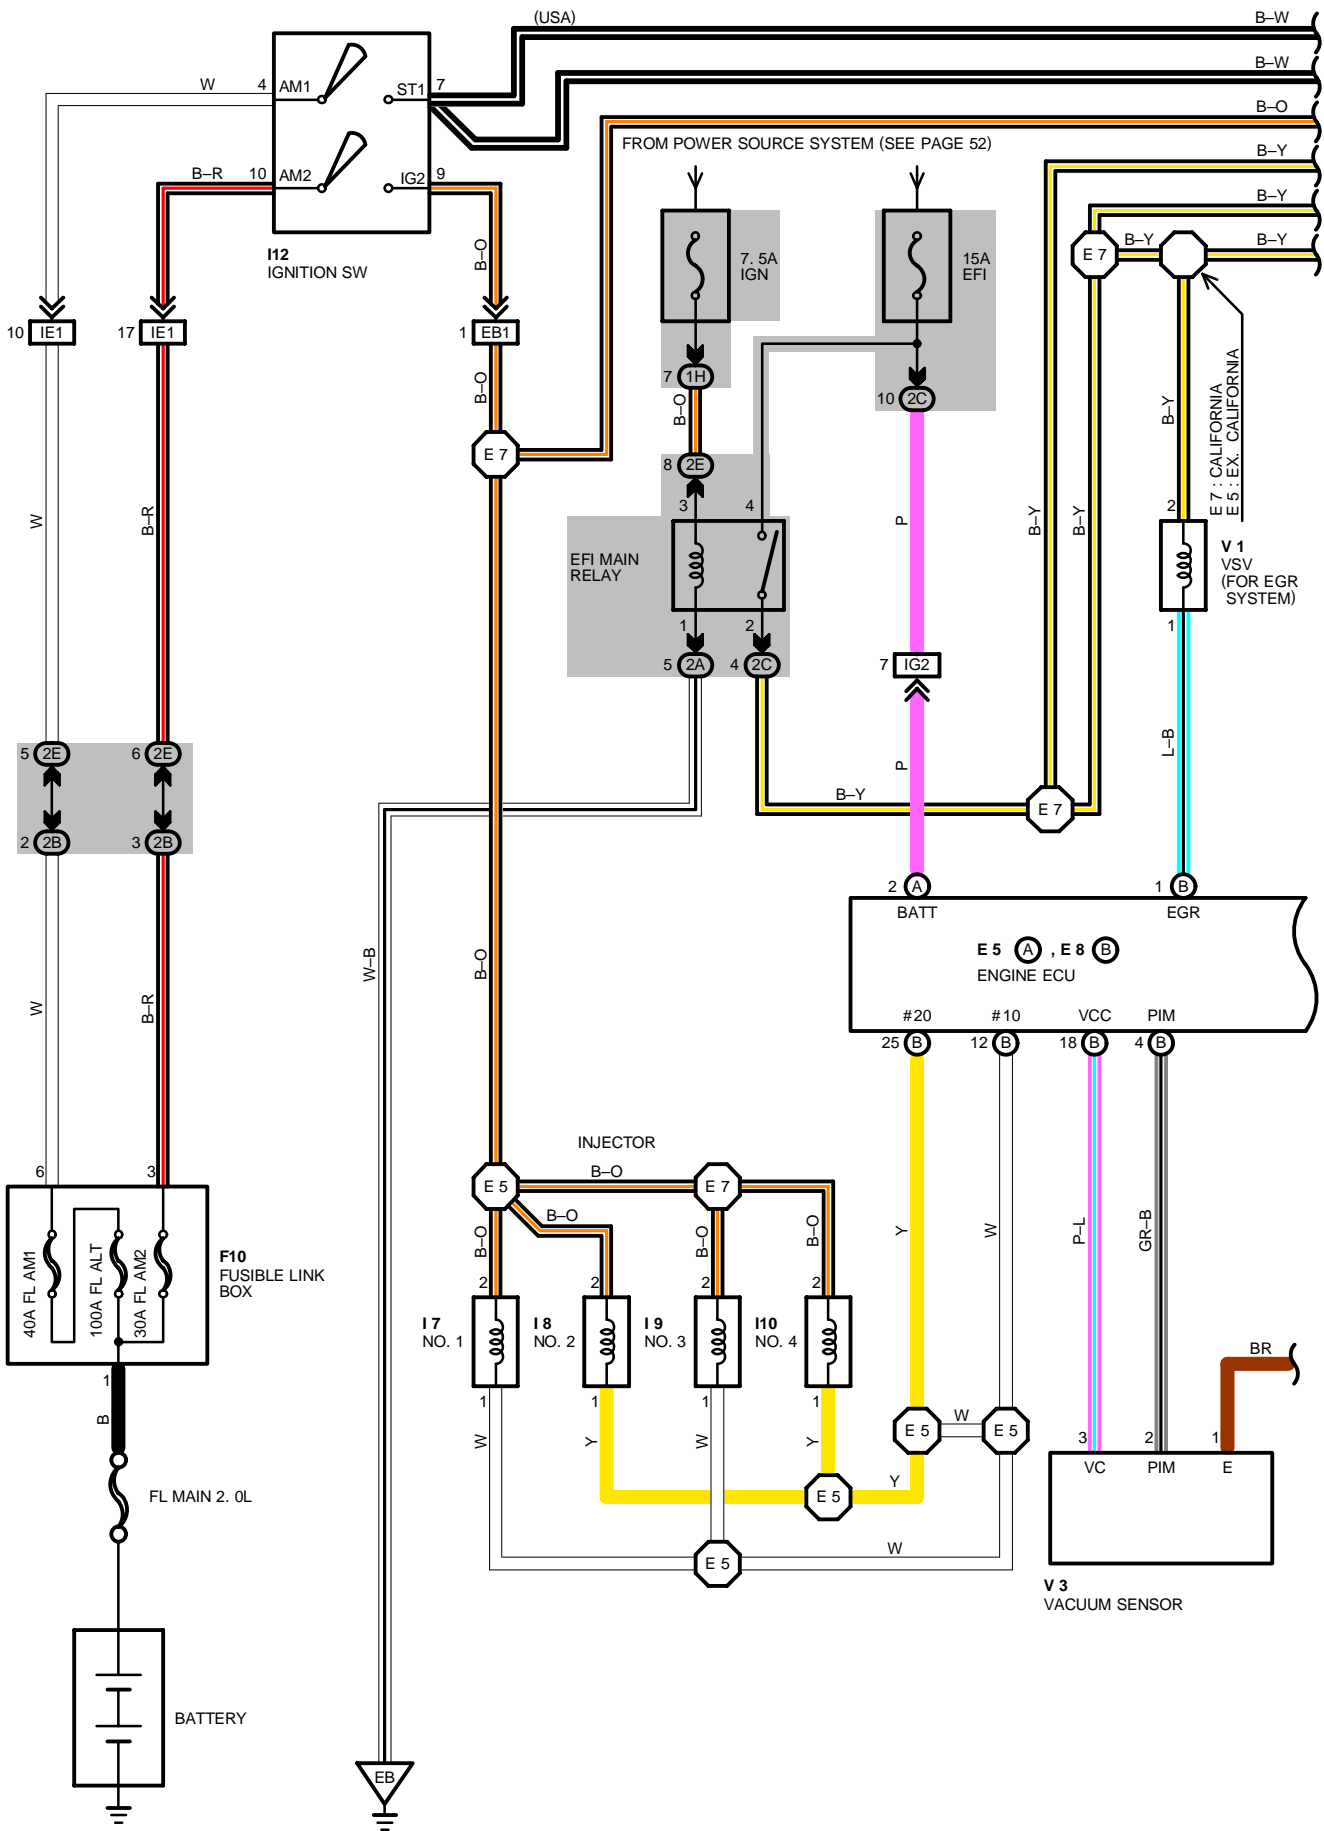 (USA)
B–W
B–W
B–O
FROM POWER SOURCE SYSTEM (SEE PAGE 52)
B–Y
B–Y
B–Y
B–Y
E 7
W
4
AM1
ST1
7
B–R
10
AM2
IG2
9
I12
IGNITION SW
B–O
7. 5A
IGN
15A
EFI
10
IE1
17
IE1
1
EB1
7
1H
10
2C
B–O
B–O
E 7
8
2E
3
4
EFI MAIN
RELAY
1
2
5
2A
4
2C
W
B–R
P
7
IG2
P
B–Y
B–Y
B–Y
E 7 : CALIFORNIA
E 5 : EX. CALIFORNIA
2
V 1
VSV
(FOR EGR
SYSTEM)
1
L–B
B–Y
E 7
5
2E
6
2E
2
2B
3
2B
2
A
1
B
BATT
EGR
E 5
A
, E 8
B
ENGINE ECU
#20
#10
VCC
PIM
25
B
12
B
18
B
4
B
W
B–R
W–B
B–O
INJECTOR
E 5
B–O
E 7
B–O
B–O
B–O
B–O
Y
W
P–L
GR–B
6
3
40A FL AM1
100A FL ALT
30A FL AM2
F10
FUSIBLE LINK
BOX
1
B
FL MAIN 2. 0L
BATTERY
2
2
2
2
I 7
NO. 1
I 8
NO. 2
I 9
NO. 3
I10
NO. 4
1
1
1
1
W
Y
W
Y
E 5
W
E 5
E 5
Y
E 5
W
BR
3
2
1
VC
PIM
E
V 3
VACUUM SENSOR
EB